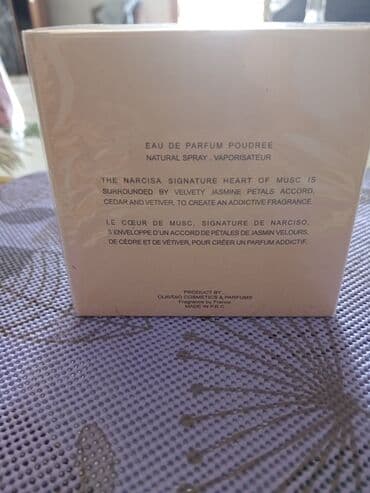 EAU DE PARFUM POUDREE
NATURAL SPRAY . VAPORISATEUR
THE NARCISA SIGNATURE HEART OF MUSC IS
SURROUNDED BY VELVETY JASMINE PETALS ACCORD,
CEDAR AND VETIVER, TO CREATE AN ADDICTIVE FRAGRANCE.
LE CŒUR DE MUSC, SIGNATURE DE NARCISO,
S'ENVELOPPE D'UN ACCORD DE PÉTALES DE JASMIN VELOURS,
DE CÈDRE ET DE VÉTIVER, POUR CRÉER UN PARFUM ADDICTIF.
PRODUCT BY
COSMETICS & PARFUMS
Fragrance by France
MADE IN P.R.C